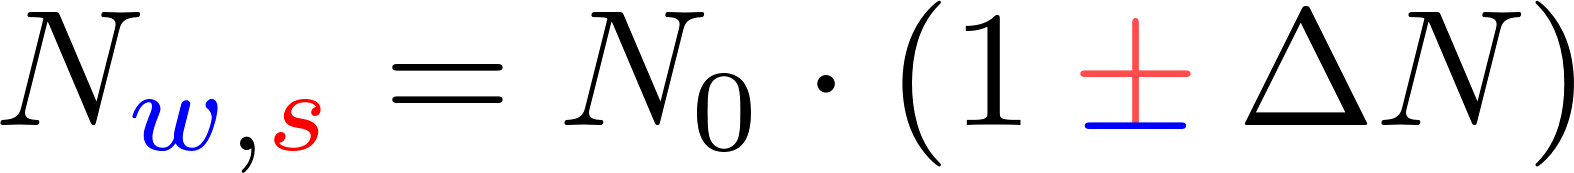 N_{w,s} = N_0 · (1 ± ΔN)